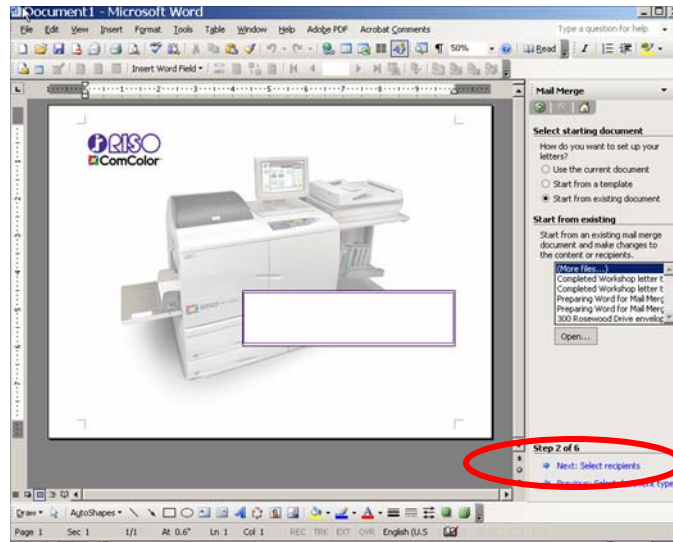 Document1 - Microsoft Word
File Edit View Insert Format Tools Table Window Help Adobe PDF Acrobat Comments
Type a question for help
50%
Read
Insert Word Field
RISO
ComColor
Mail Merge
Select starting document
How do you want to set up your
letters?
Use the current document
Start from a template
Start from existing document
Start from existing
Start from an existing mail merge
document and make changes to
the content or recipients.
(More files...)
Completed Workshop letter t
Completed Workshop letter t
Preparing Word for Mail Merg
Preparing Word for Mail Merg
300 Rosewood Drive envelop
Open...
Step 2 of 6
Next: Select recipients
Previous: Select document type
Draw AutoShapes
Page 1 Sec 1 1/1 At 0.6" Ln 1 Col 1 REC TRK EXT OVR English (U.S